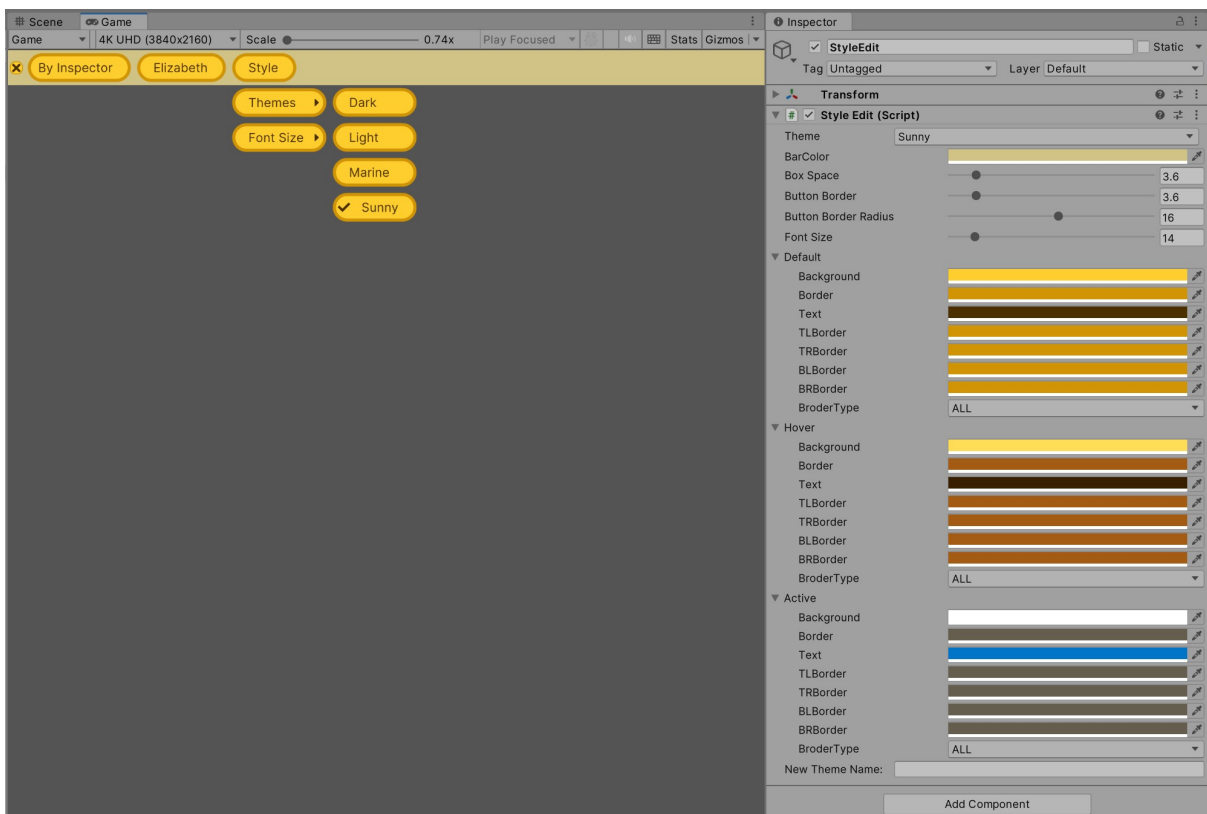 Scene Game
Game 4K UHD (3840x2160) Scale 0.74x Play Focused Stats Gizmos
By Inspector Elizabeth Style
Themes Dark
Font Size Light
Marine
Sunny
Inspector
StyleEdit Static
Tag Untagged Layer Default
Transform
# Style Edit (Script)
Theme Sunny
BarColor
Box Space 3.6
Button Border 3.6
Button Border Radius 16
Font Size 14
Default
Background
Border
Text
TLBorder
TRBorder
BLBorder
BRBorder
BroderType ALL
Hover
Background
Border
Text
TLBorder
TRBorder
BLBorder
BRBorder
BroderType ALL
Active
Background
Border
Text
TLBorder
TRBorder
BLBorder
BRBorder
BroderType ALL
New Theme Name:
Add Component